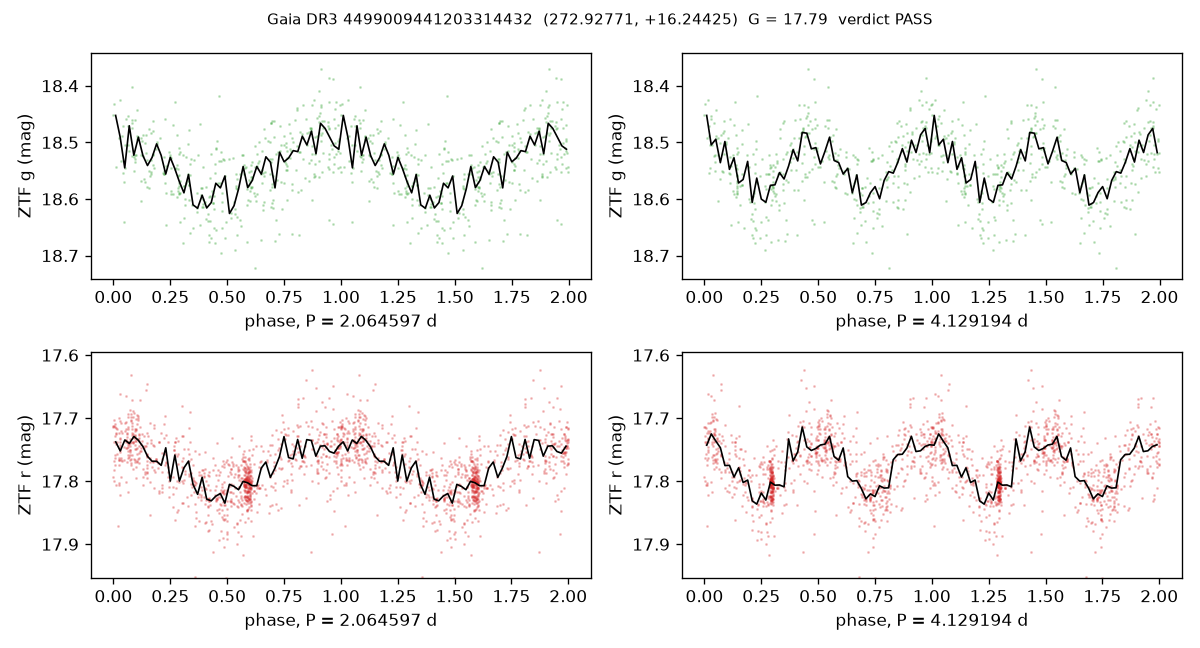 Gaia DR3 4499009441203314432  (272.92771, +16.24425)  G = 17.79  verdict PASS
ZTF g (mag)
18.4
18.5
18.6
18.7
0.00 0.25 0.50 0.75 1.00 1.25 1.50 1.75 2.00
phase, P = 2.064597 d
ZTF g (mag)
18.4
18.5
18.6
18.7
0.00 0.25 0.50 0.75 1.00 1.25 1.50 1.75 2.00
phase, P = 4.129194 d
ZTF r (mag)
17.6
17.7
17.8
17.9
0.00 0.25 0.50 0.75 1.00 1.25 1.50 1.75 2.00
phase, P = 2.064597 d
ZTF r (mag)
17.6
17.7
17.8
17.9
0.00 0.25 0.50 0.75 1.00 1.25 1.50 1.75 2.00
phase, P = 4.129194 d